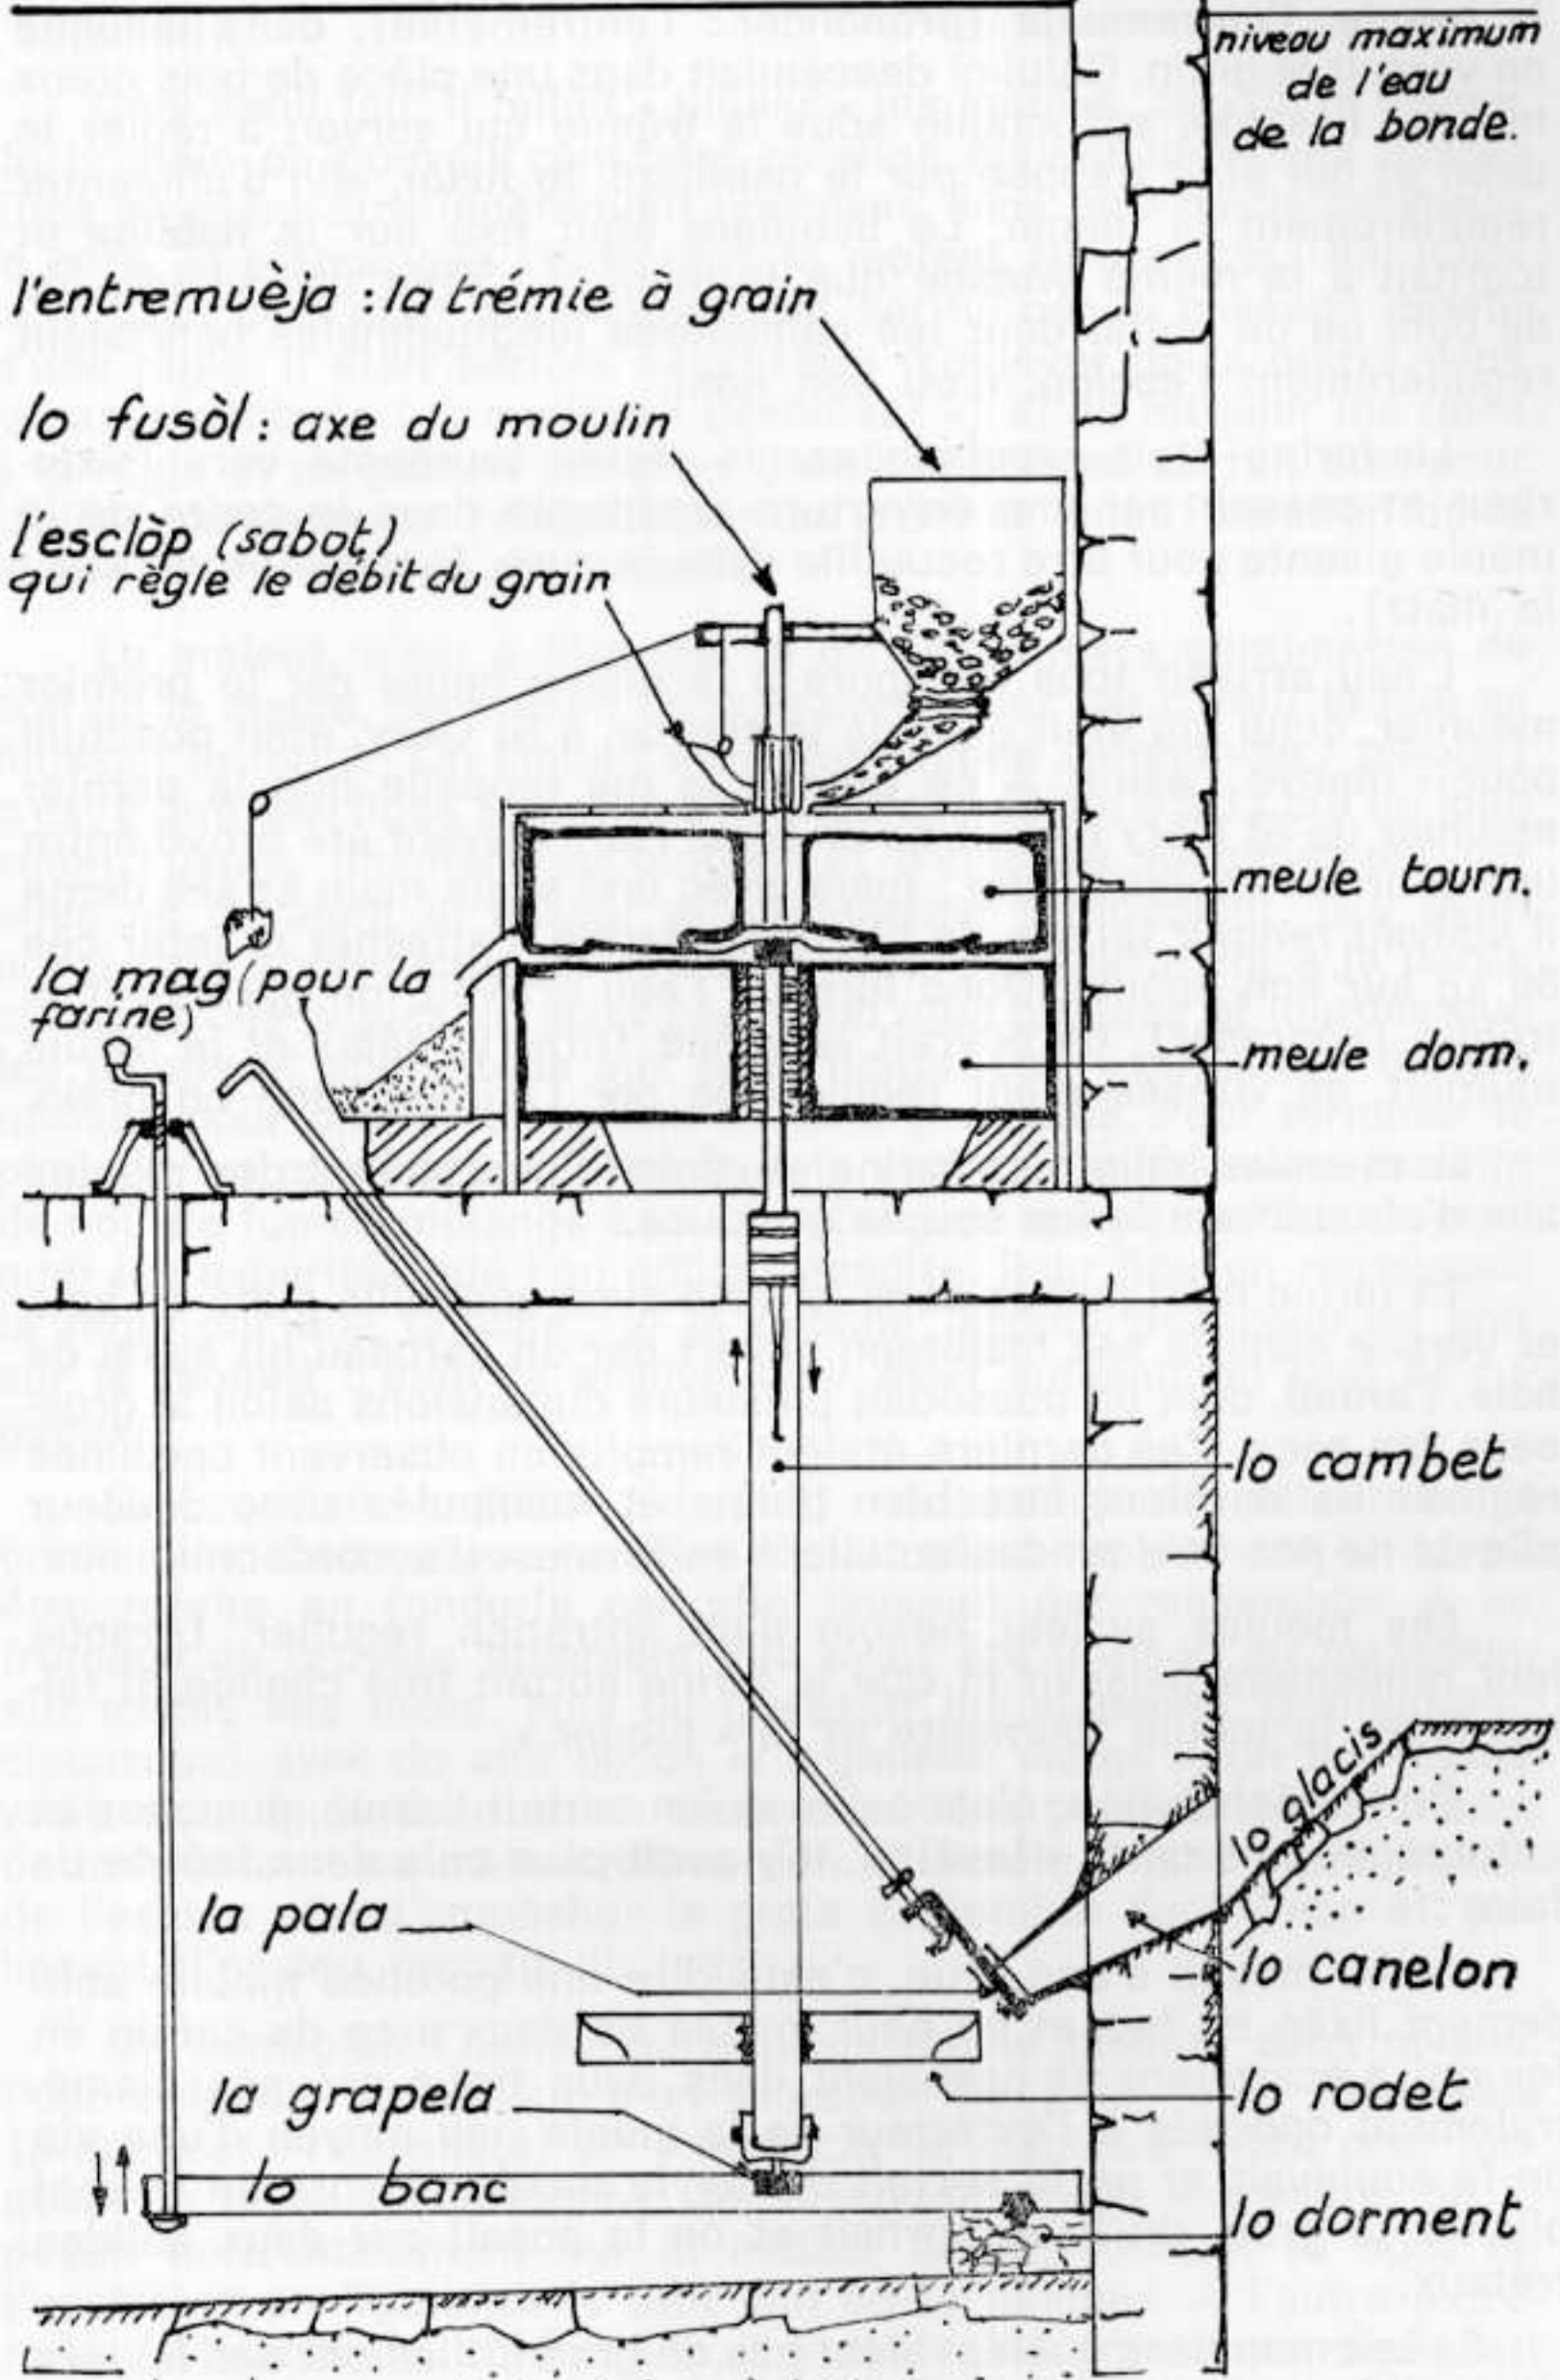 niveau maximum
de l'eau
de la bonde.
l'entremuèja : la trémie à grain
lo fusòl : axe du moulin
l'esclòp (sabot)
qui règle le débit du grain
meule tourn.
la mag (pour la
farine)
meule dorm.
lo cambet
lo glacis
la pala
lo canelon
la grapela
lo rodet
lo banc
lo dorment